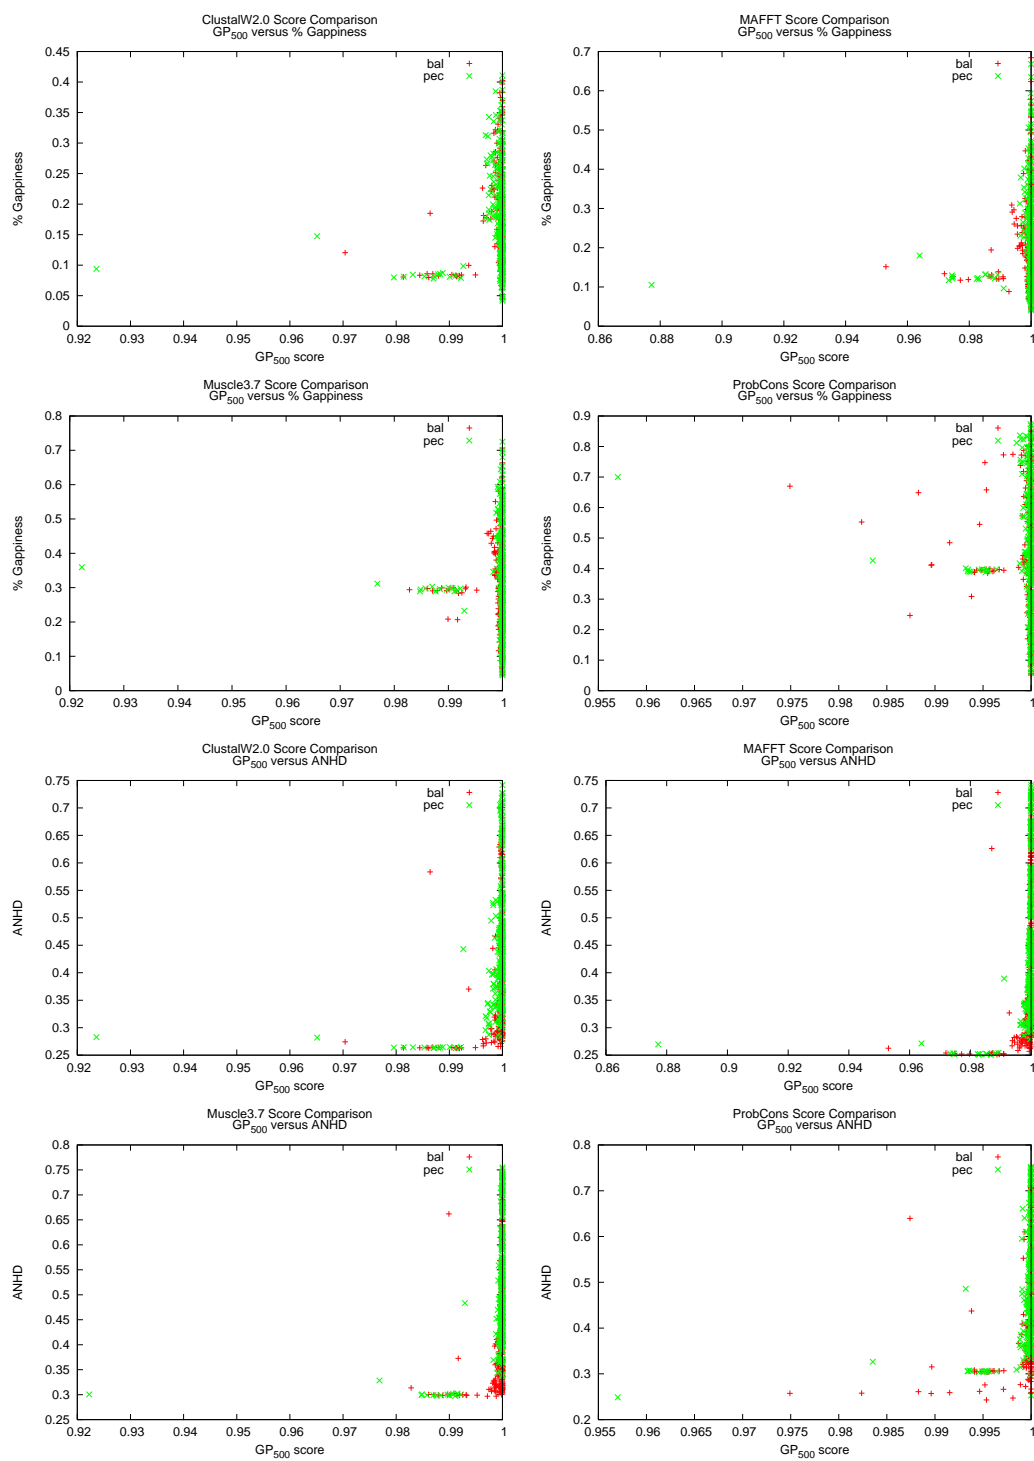 ClustalW2.0 Score Comparison
GP500 versus % Gappiness
bal
pec
0.45
0.4
0.35
0.3
0.25
0.2
0.15
0.1
0.05
0
% Gappiness
0.92 0.93 0.94 0.95 0.96 0.97 0.98 0.99 1
GP500 score
MAFFT Score Comparison
GP500 versus % Gappiness
bal
pec
0.7
0.6
0.5
0.4
0.3
0.2
0.1
0
% Gappiness
0.86 0.88 0.9 0.92 0.94 0.96 0.98 1
GP500 score
Muscle3.7 Score Comparison
GP500 versus % Gappiness
bal
pec
0.8
0.7
0.6
0.5
0.4
0.3
0.2
0.1
0
% Gappiness
0.92 0.93 0.94 0.95 0.96 0.97 0.98 0.99 1
GP500 score
ProbCons Score Comparison
GP500 versus % Gappiness
bal
pec
0.9
0.8
0.7
0.6
0.5
0.4
0.3
0.2
0.1
0
% Gappiness
0.955 0.96 0.965 0.97 0.975 0.98 0.985 0.99 0.995 1
GP500 score
ClustalW2.0 Score Comparison
GP500 versus ANHD
bal
pec
0.75
0.7
0.65
0.6
0.55
0.5
0.45
0.4
0.35
0.3
0.25
ANHD
0.92 0.93 0.94 0.95 0.96 0.97 0.98 0.99 1
GP500 score
MAFFT Score Comparison
GP500 versus ANHD
bal
pec
0.75
0.7
0.65
0.6
0.55
0.5
0.45
0.4
0.35
0.3
0.25
ANHD
0.86 0.88 0.9 0.92 0.94 0.96 0.98 1
GP500 score
Muscle3.7 Score Comparison
GP500 versus ANHD
bal
pec
0.8
0.75
0.7
0.65
0.6
0.55
0.5
0.45
0.4
0.35
0.3
0.25
ANHD
0.92 0.93 0.94 0.95 0.96 0.97 0.98 0.99 1
GP500 score
ProbCons Score Comparison
GP500 versus ANHD
bal
pec
0.8
0.7
0.6
0.5
0.4
0.3
0.2
ANHD
0.955 0.96 0.965 0.97 0.975 0.98 0.985 0.99 0.995 1
GP500 score